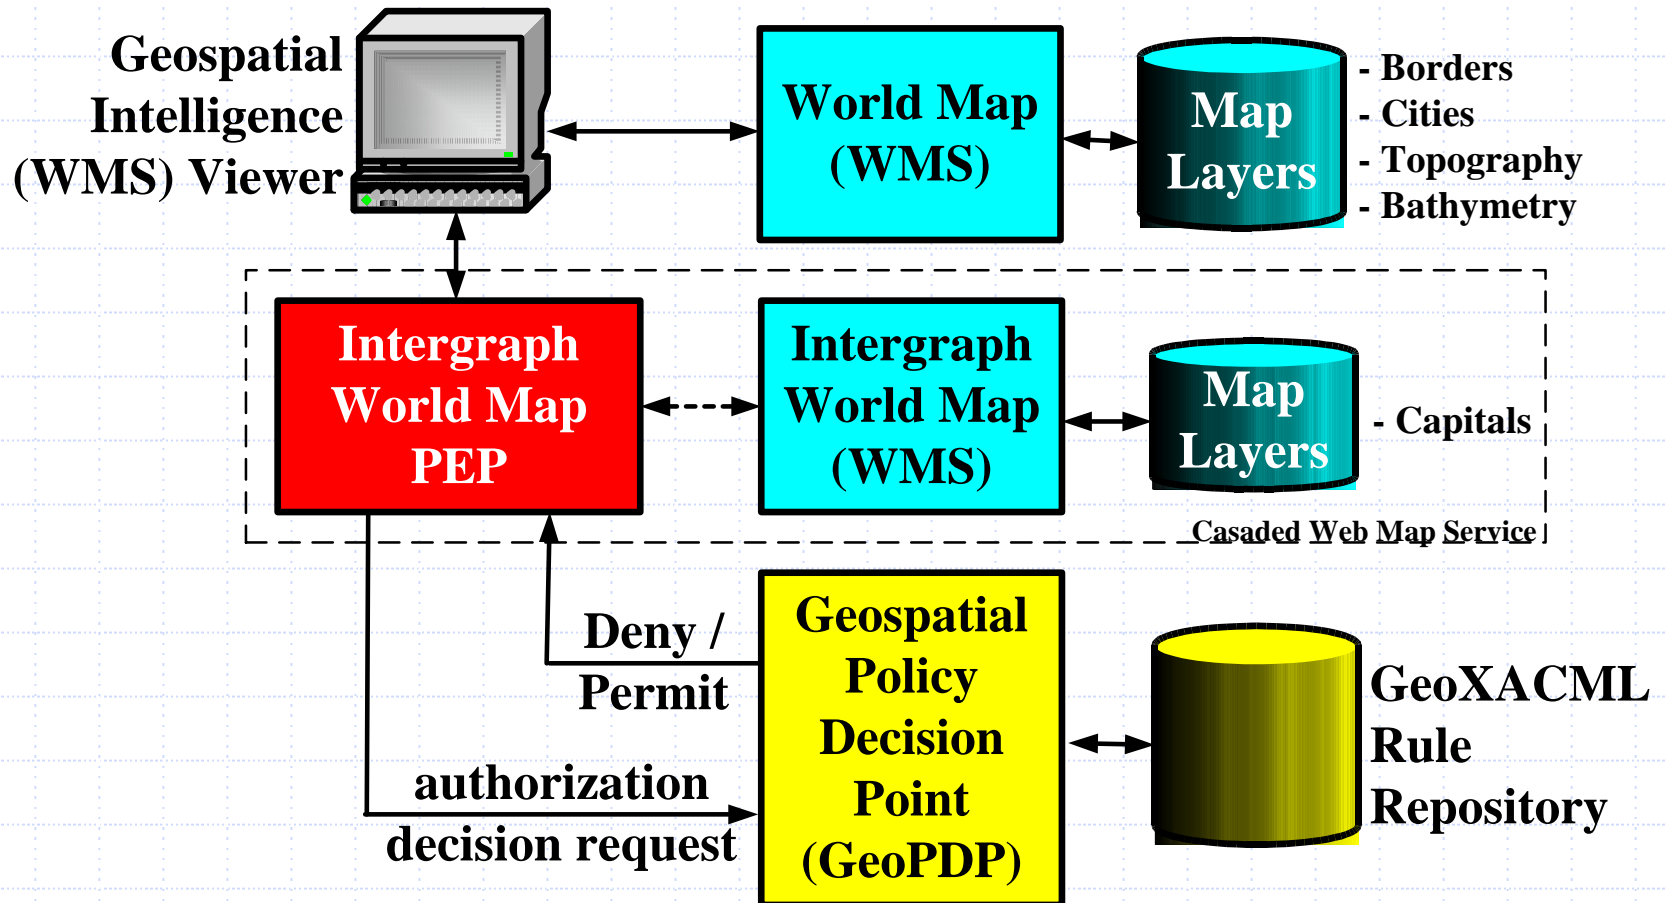 Geospatial
Intelligence
(WMS) Viewer
World Map
(WMS)
Map
Layers
- Borders
- Cities
- Topography
- Bathymetry
Intergraph
World Map
PEP
Intergraph
World Map
(WMS)
Map
Layers
- Capitals
Casaded Web Map Service
Deny /
Permit
authorization
decision request
Geospatial
Policy
Decision
Point
(GeoPDP)
GeoXACML
Rule
Repository